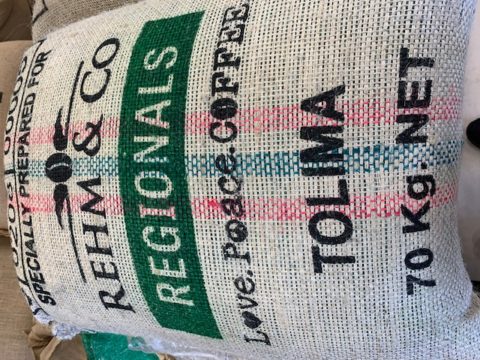 SPECIALLY PREPARED FOR
REHM & CO
REGIONALS
Love.Peace.COFFEE
TOLIMA
70 Kg. NET